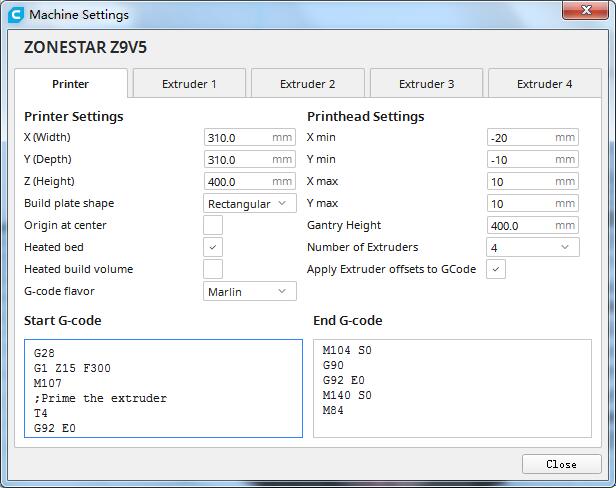 Machine Settings
ZONESTAR Z9V5
Printer
Extruder 1
Extruder 2
Extruder 3
Extruder 4
Printer Settings
X (Width) 310.0 mm
Y (Depth) 310.0 mm
Z (Height) 400.0 mm
Build plate shape Rectangular
Origin at center
Heated bed
Heated build volume
G-code flavor Marlin
Printhead Settings
X min -20 mm
Y min -10 mm
X max 10 mm
Y max 10 mm
Gantry Height 400.0 mm
Number of Extruders 4
Apply Extruder offsets to GCode
Start G-code
G28
G1 Z15 F300
M107
;Prime the extruder
T4
G92 E0
End G-code
M104 S0
G90
G92 E0
M140 S0
M84
Close